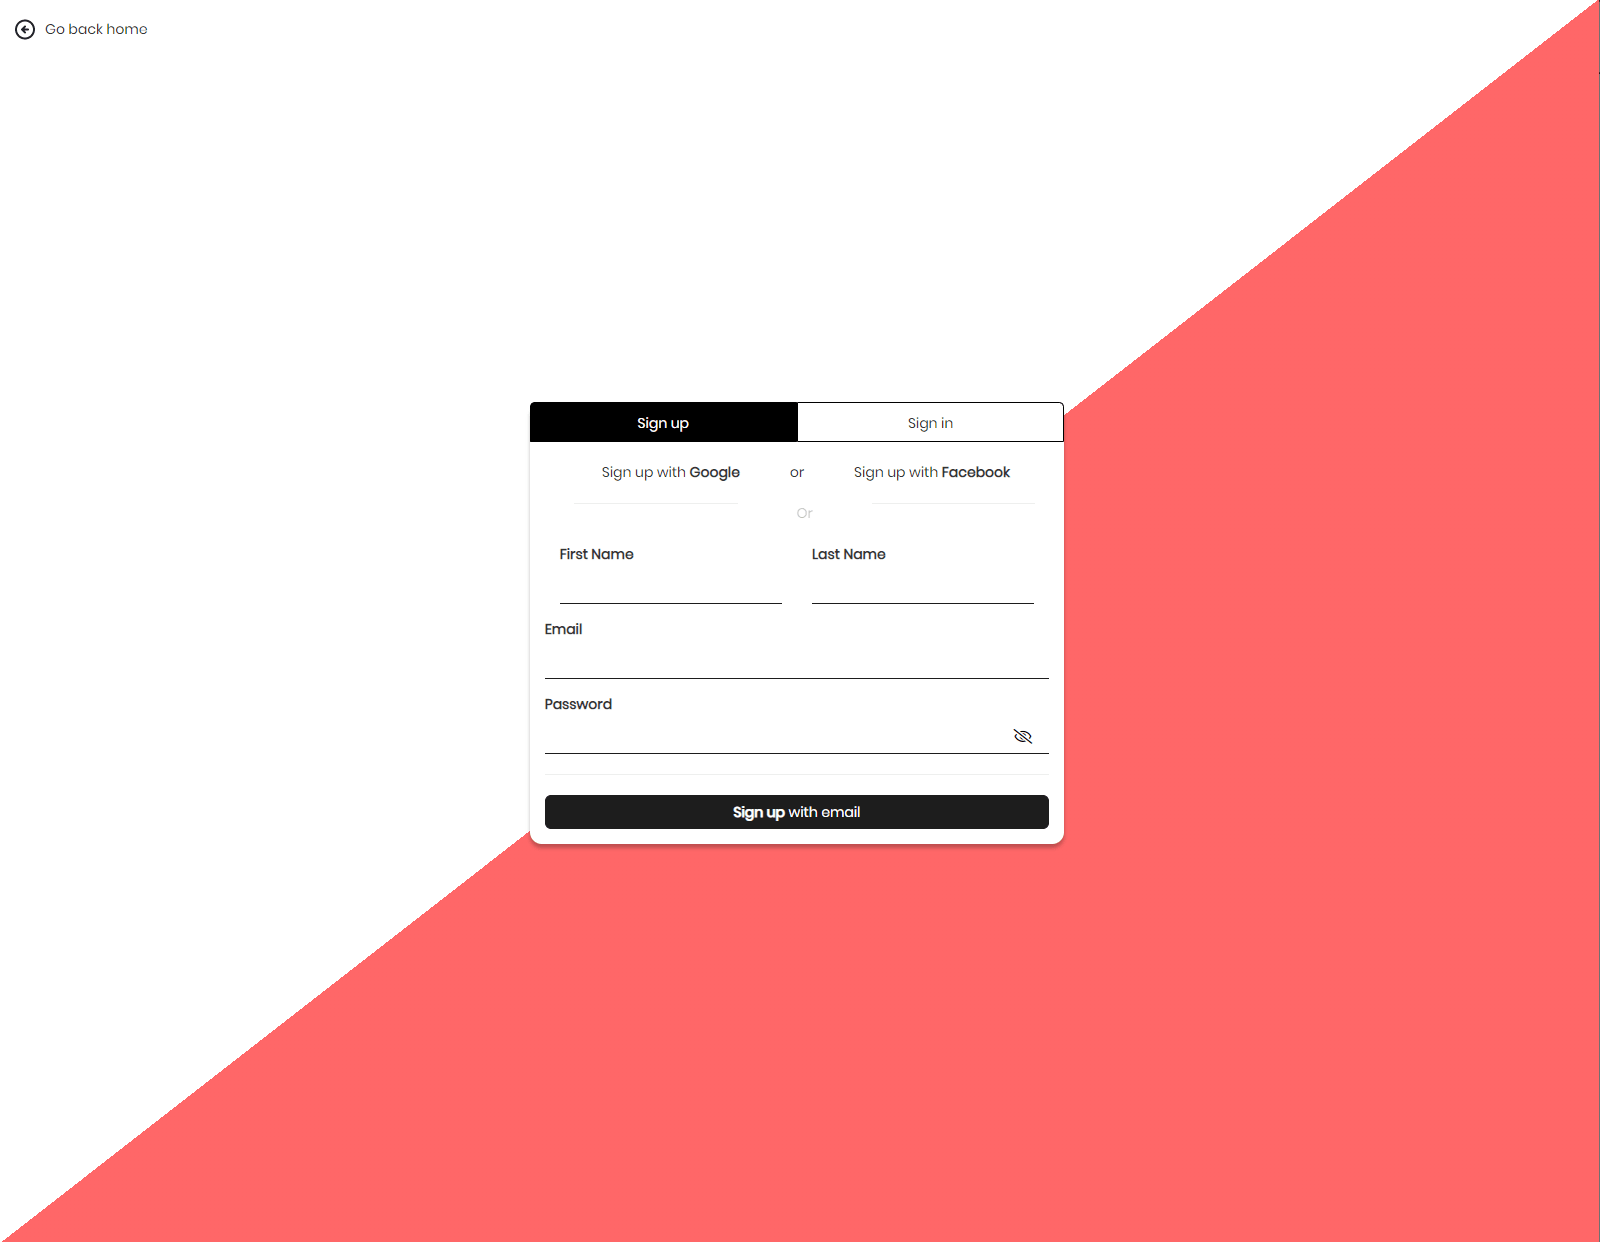 Go back home
Sign up
Sign in
Sign up with Google or Sign up with Facebook
Or
First Name
Last Name
Email
Password
Sign up with email